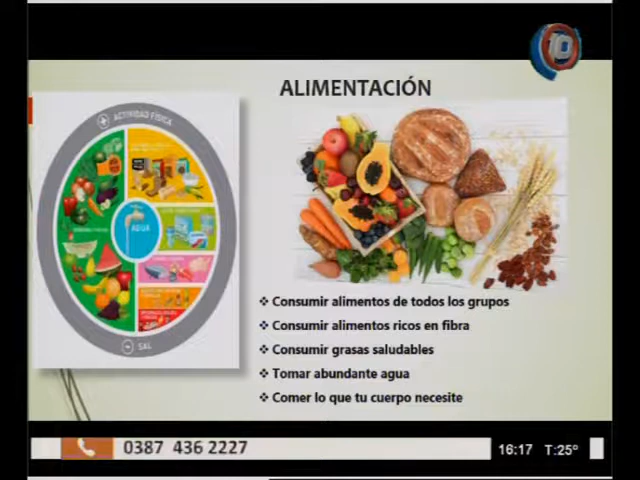 10
ALIMENTACIÓN
ACTIVIDAD FÍSICA
AGUA
SAL
❖ Consumir alimentos de todos los grupos
❖ Consumir alimentos ricos en fibra
❖ Consumir grasas saludables
❖ Tomar abundante agua
❖ Comer lo que tu cuerpo necesite
0387 436 2227
16:17 T:25°